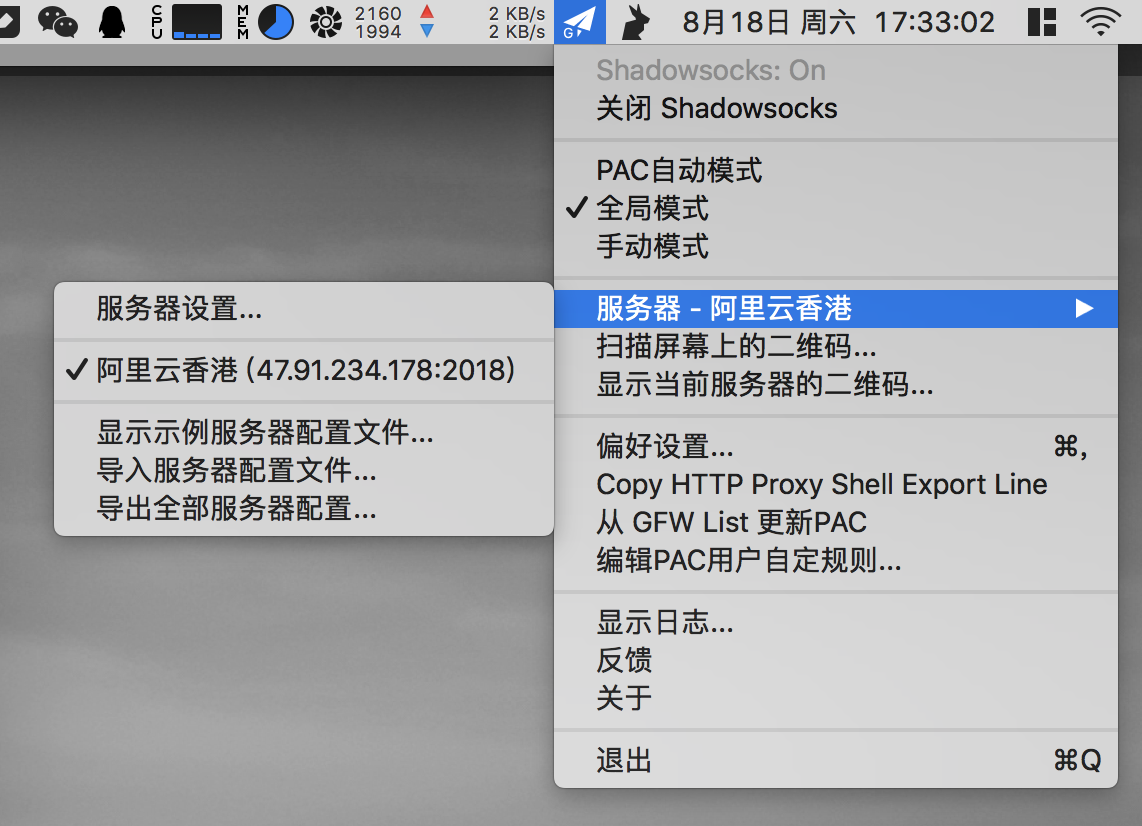 CPU
MEM
2160
1994
2 KB/s
2 KB/s
G
8月18日 周六 17:33:02
Shadowsocks: On
关闭 Shadowsocks
PAC自动模式
全局模式
手动模式
服务器 - 阿里云香港
扫描屏幕上的二维码...
显示当前服务器的二维码...
偏好设置... ⌘,
Copy HTTP Proxy Shell Export Line
从 GFW List 更新PAC
编辑PAC用户自定规则...
显示日志...
反馈
关于
退出 ⌘Q
服务器设置...
阿里云香港 (47.91.234.178:2018)
显示示例服务器配置文件...
导入服务器配置文件...
导出全部服务器配置...